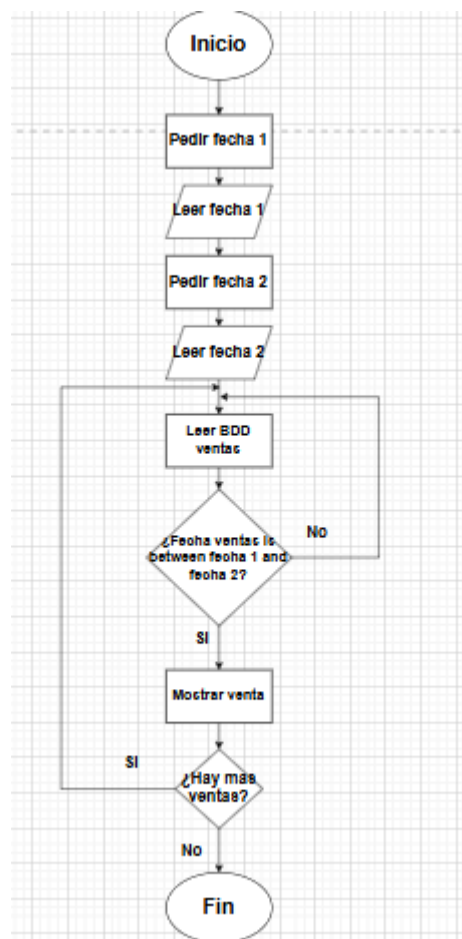 Inicio
Pedir fecha 1
Leer fecha 1
Pedir fecha 2
Leer fecha 2
Leer BDD
ventas
¿Fecha ventas is
between fecha 1 and
fecha 2?
No
SI
Mostrar venta
SI
¿Hay mas
ventas?
No
Fin